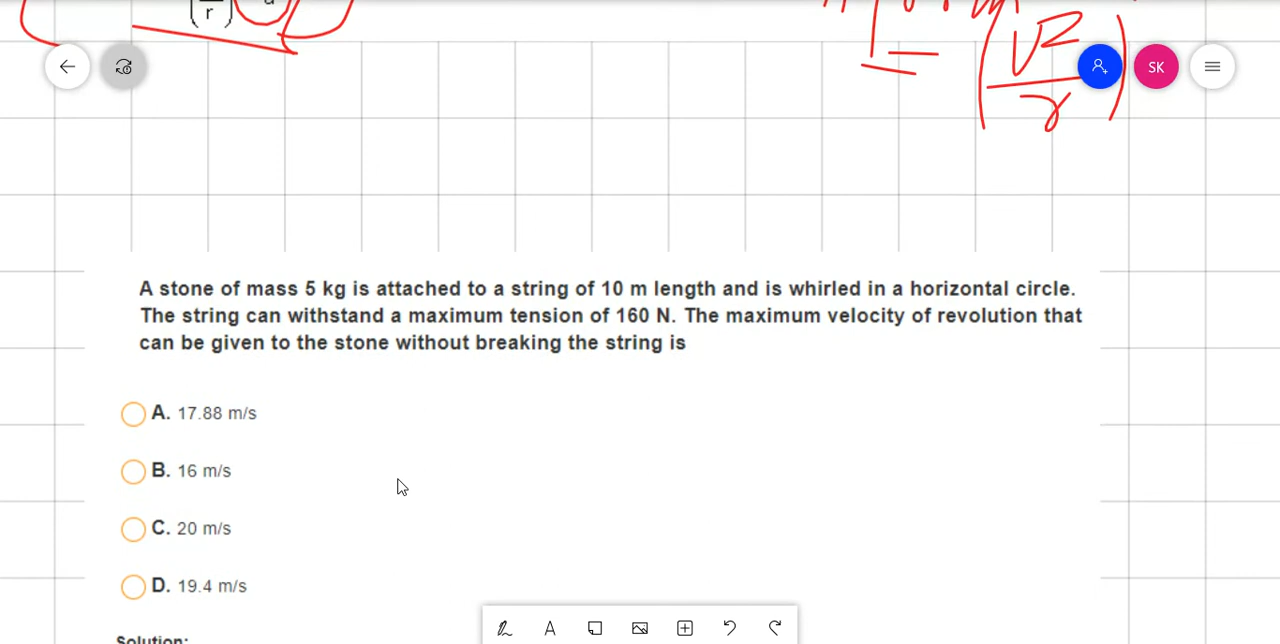 r
V2
r
SK
A stone of mass 5 kg is attached to a string of 10 m length and is whirled in a horizontal circle.
The string can withstand a maximum tension of 160 N. The maximum velocity of revolution that
can be given to the stone without breaking the string is
A. 17.88 m/s
B. 16 m/s
C. 20 m/s
D. 19.4 m/s
A
Solution: